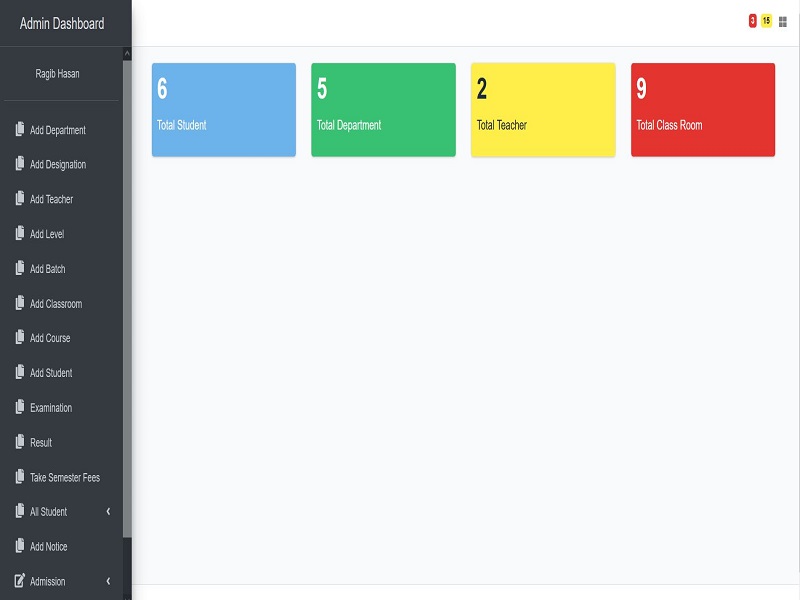 Admin Dashboard
3 15
Ragib Hasan
Add Department
Add Designation
Add Teacher
Add Level
Add Batch
Add Classroom
Add Course
Add Student
Examination
Result
Take Semester Fees
All Student
Add Notice
Admission
6
Total Student
5
Total Department
2
Total Teacher
9
Total Class Room